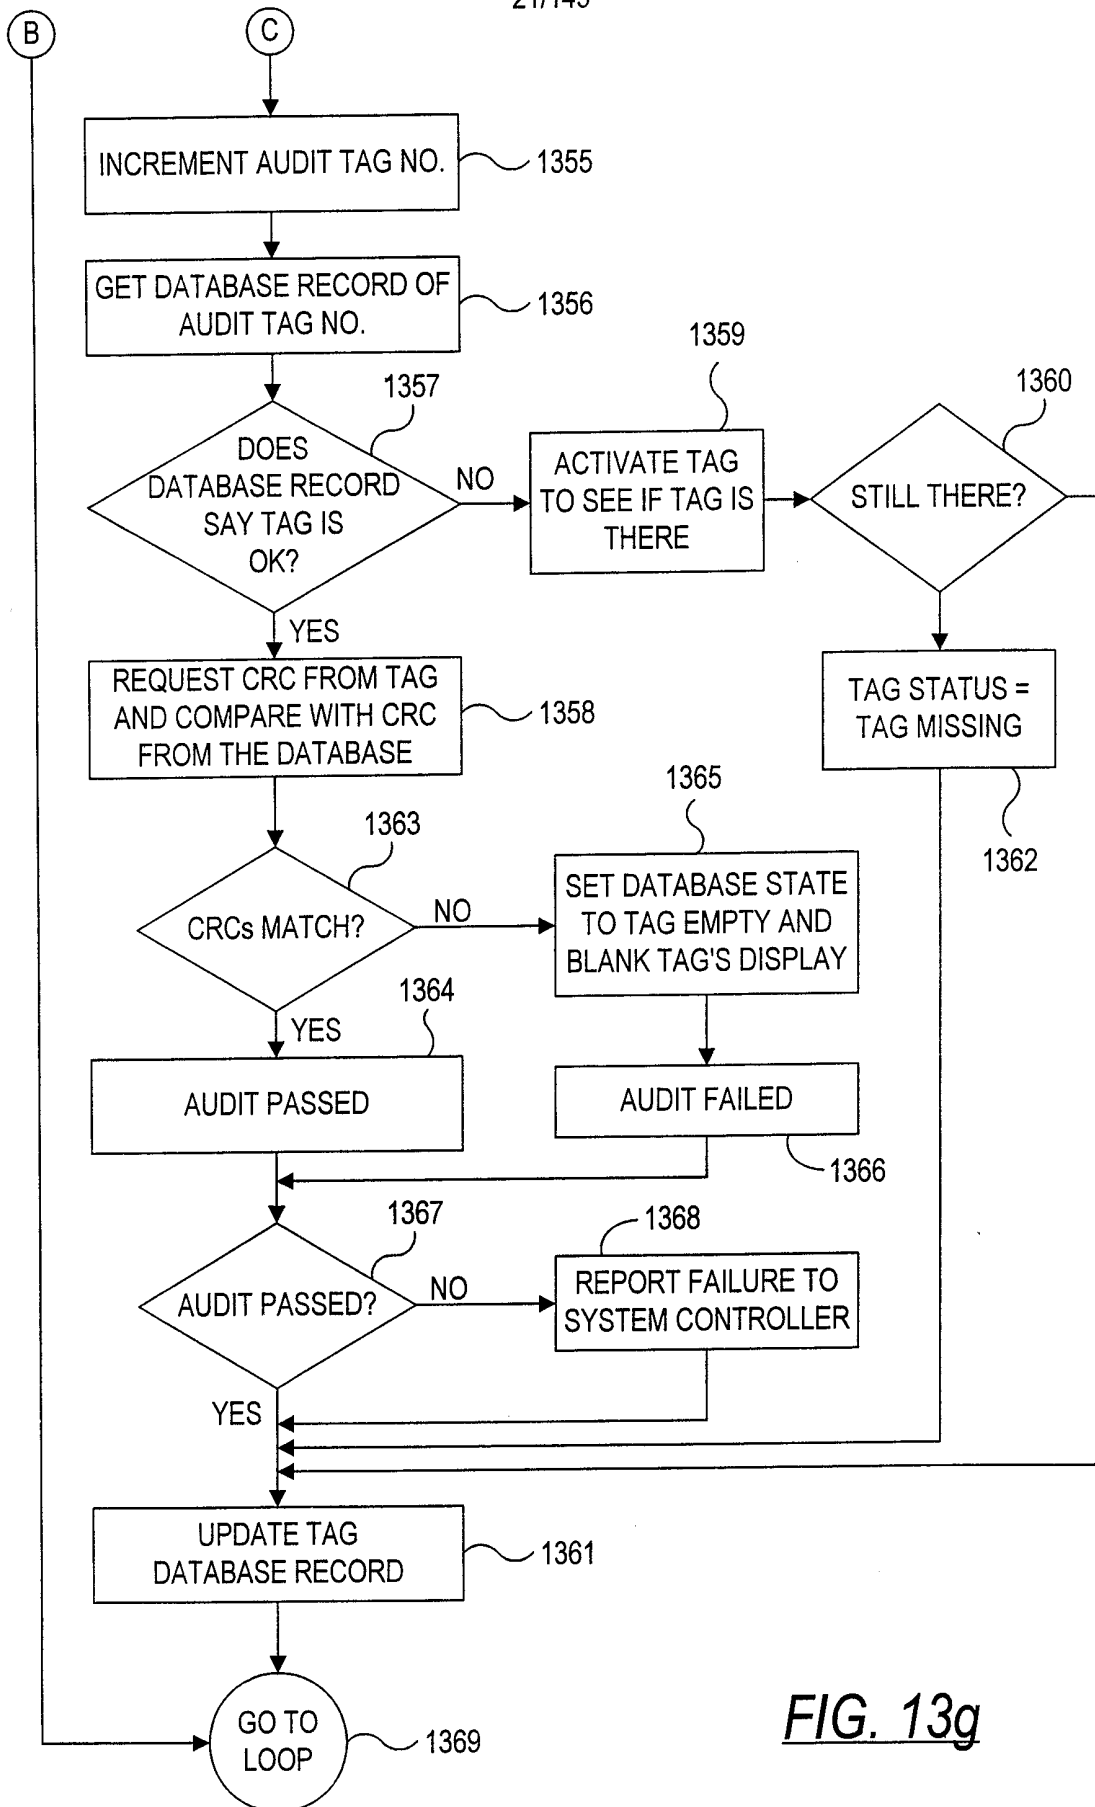 21/145
B
C
INCREMENT AUDIT TAG NO.
1355
GET DATABASE RECORD OF
AUDIT TAG NO.
1356
1357
DOES
DATABASE RECORD
SAY TAG IS
OK?
NO
1359
ACTIVATE TAG
TO SEE IF TAG IS
THERE
1360
STILL THERE?
YES
REQUEST CRC FROM TAG
AND COMPARE WITH CRC
FROM THE DATABASE
1358
TAG STATUS =
TAG MISSING
1362
1363
CRCs MATCH?
NO
1365
SET DATABASE STATE
TO TAG EMPTY AND
BLANK TAG'S DISPLAY
YES
1364
AUDIT PASSED
AUDIT FAILED
1366
1367
AUDIT PASSED?
NO
1368
REPORT FAILURE TO
SYSTEM CONTROLLER
YES
UPDATE TAG
DATABASE RECORD
1361
GO TO
LOOP
1369
FIG. 13g